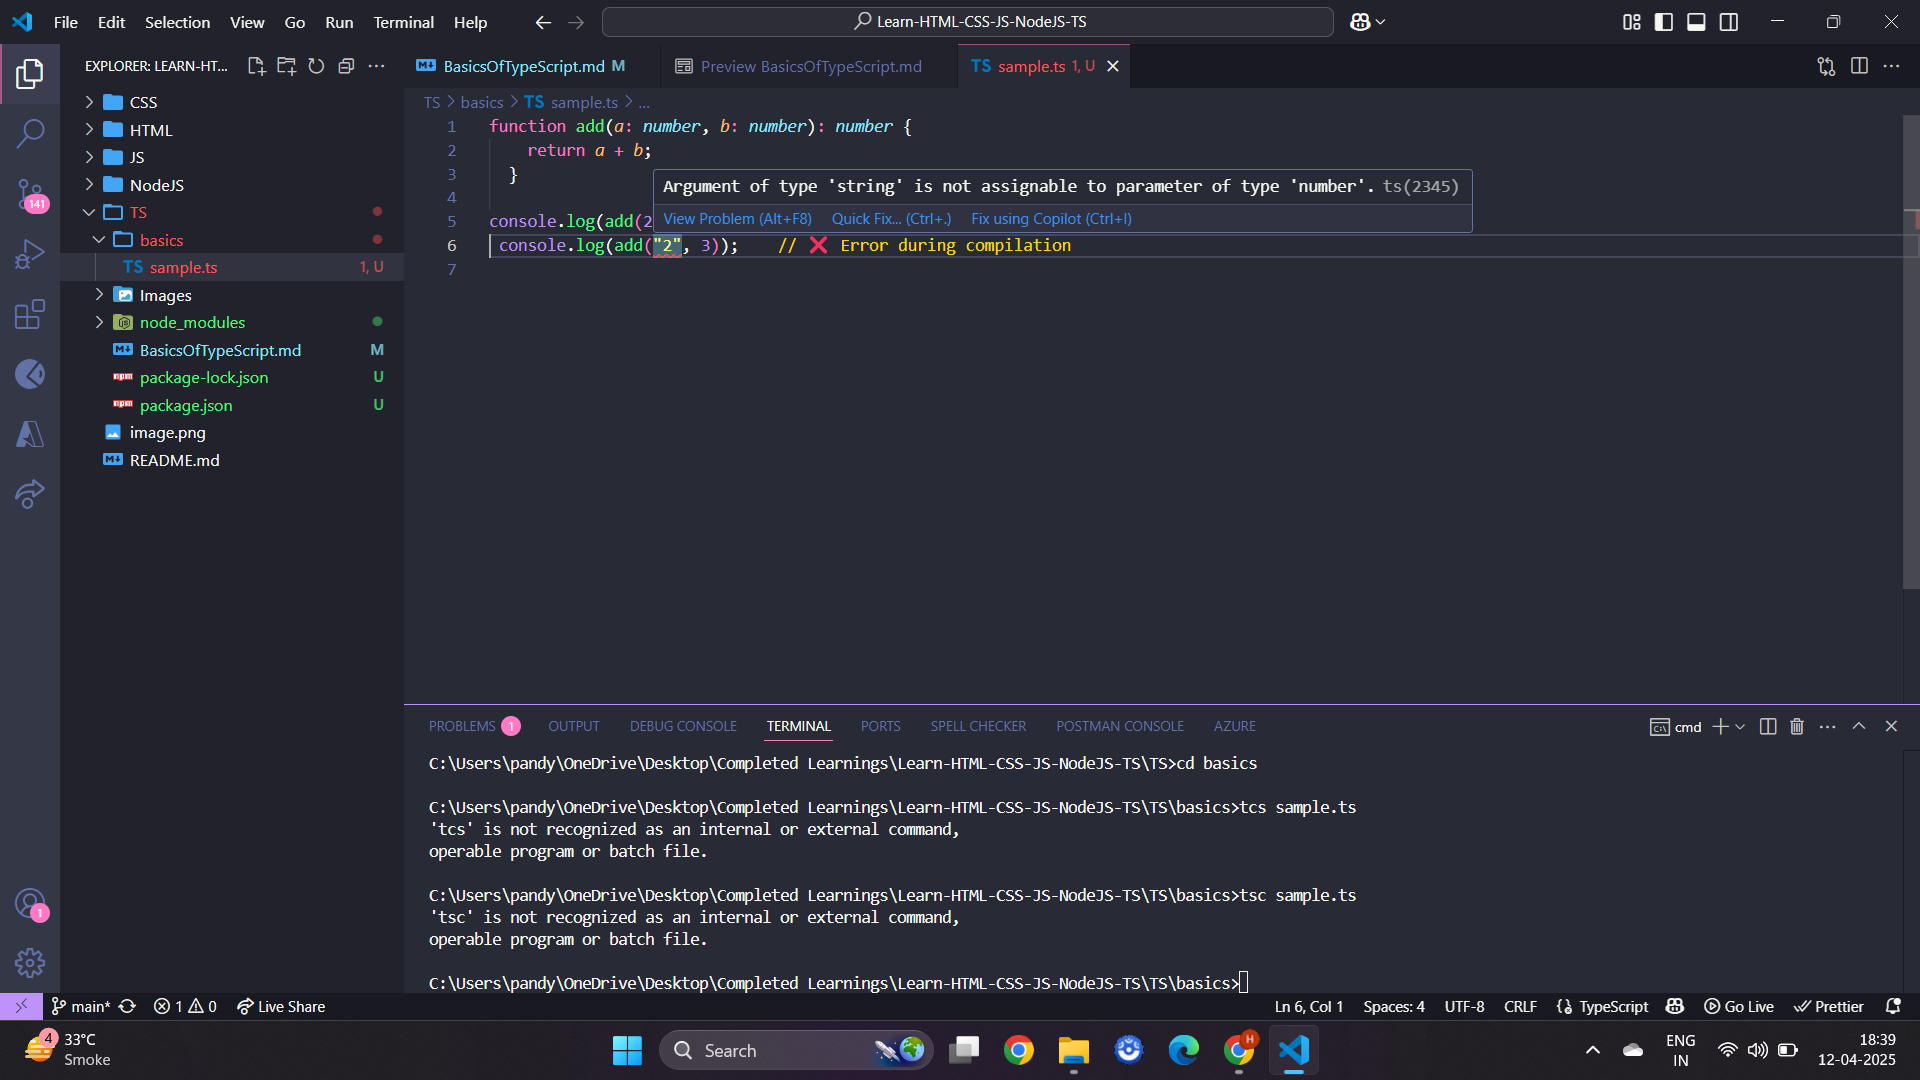 File Edit Selection View Go Run Terminal Help
Learn-HTML-CSS-JS-NodeJS-TS
EXPLORER: LEARN-HT...
CSS
HTML
JS
NodeJS
TS
basics
TS sample.ts 1, U
Images
node_modules
BasicsOfTypeScript.md M
package-lock.json U
package.json U
image.png
README.md
141
1
BasicsOfTypeScript.md M
Preview BasicsOfTypeScript.md
TS sample.ts 1, U
TS > basics > TS sample.ts > ...
1 function add(a: number, b: number): number {
2 return a + b;
3 }
4
5 console.log(add(2
6 console.log(add("2", 3)); // ❌ Error during compilation
7
Argument of type 'string' is not assignable to parameter of type 'number'. ts(2345)
View Problem (Alt+F8) Quick Fix... (Ctrl+.) Fix using Copilot (Ctrl+I)
PROBLEMS 1 OUTPUT DEBUG CONSOLE TERMINAL PORTS SPELL CHECKER POSTMAN CONSOLE AZURE
cmd
C:\Users\pandy\OneDrive\Desktop\Completed Learnings\Learn-HTML-CSS-JS-NodeJS-TS\TS>cd basics
C:\Users\pandy\OneDrive\Desktop\Completed Learnings\Learn-HTML-CSS-JS-NodeJS-TS\TS\basics>tcs sample.ts
'tcs' is not recognized as an internal or external command,
operable program or batch file.
C:\Users\pandy\OneDrive\Desktop\Completed Learnings\Learn-HTML-CSS-JS-NodeJS-TS\TS\basics>tsc sample.ts
'tsc' is not recognized as an internal or external command,
operable program or batch file.
C:\Users\pandy\OneDrive\Desktop\Completed Learnings\Learn-HTML-CSS-JS-NodeJS-TS\TS\basics>
main* 1 0 Live Share
Ln 6, Col 1 Spaces: 4 UTF-8 CRLF {} TypeScript Go Live Prettier
4
33°C
Smoke
Search
H
ENG
IN
18:39
12-04-2025